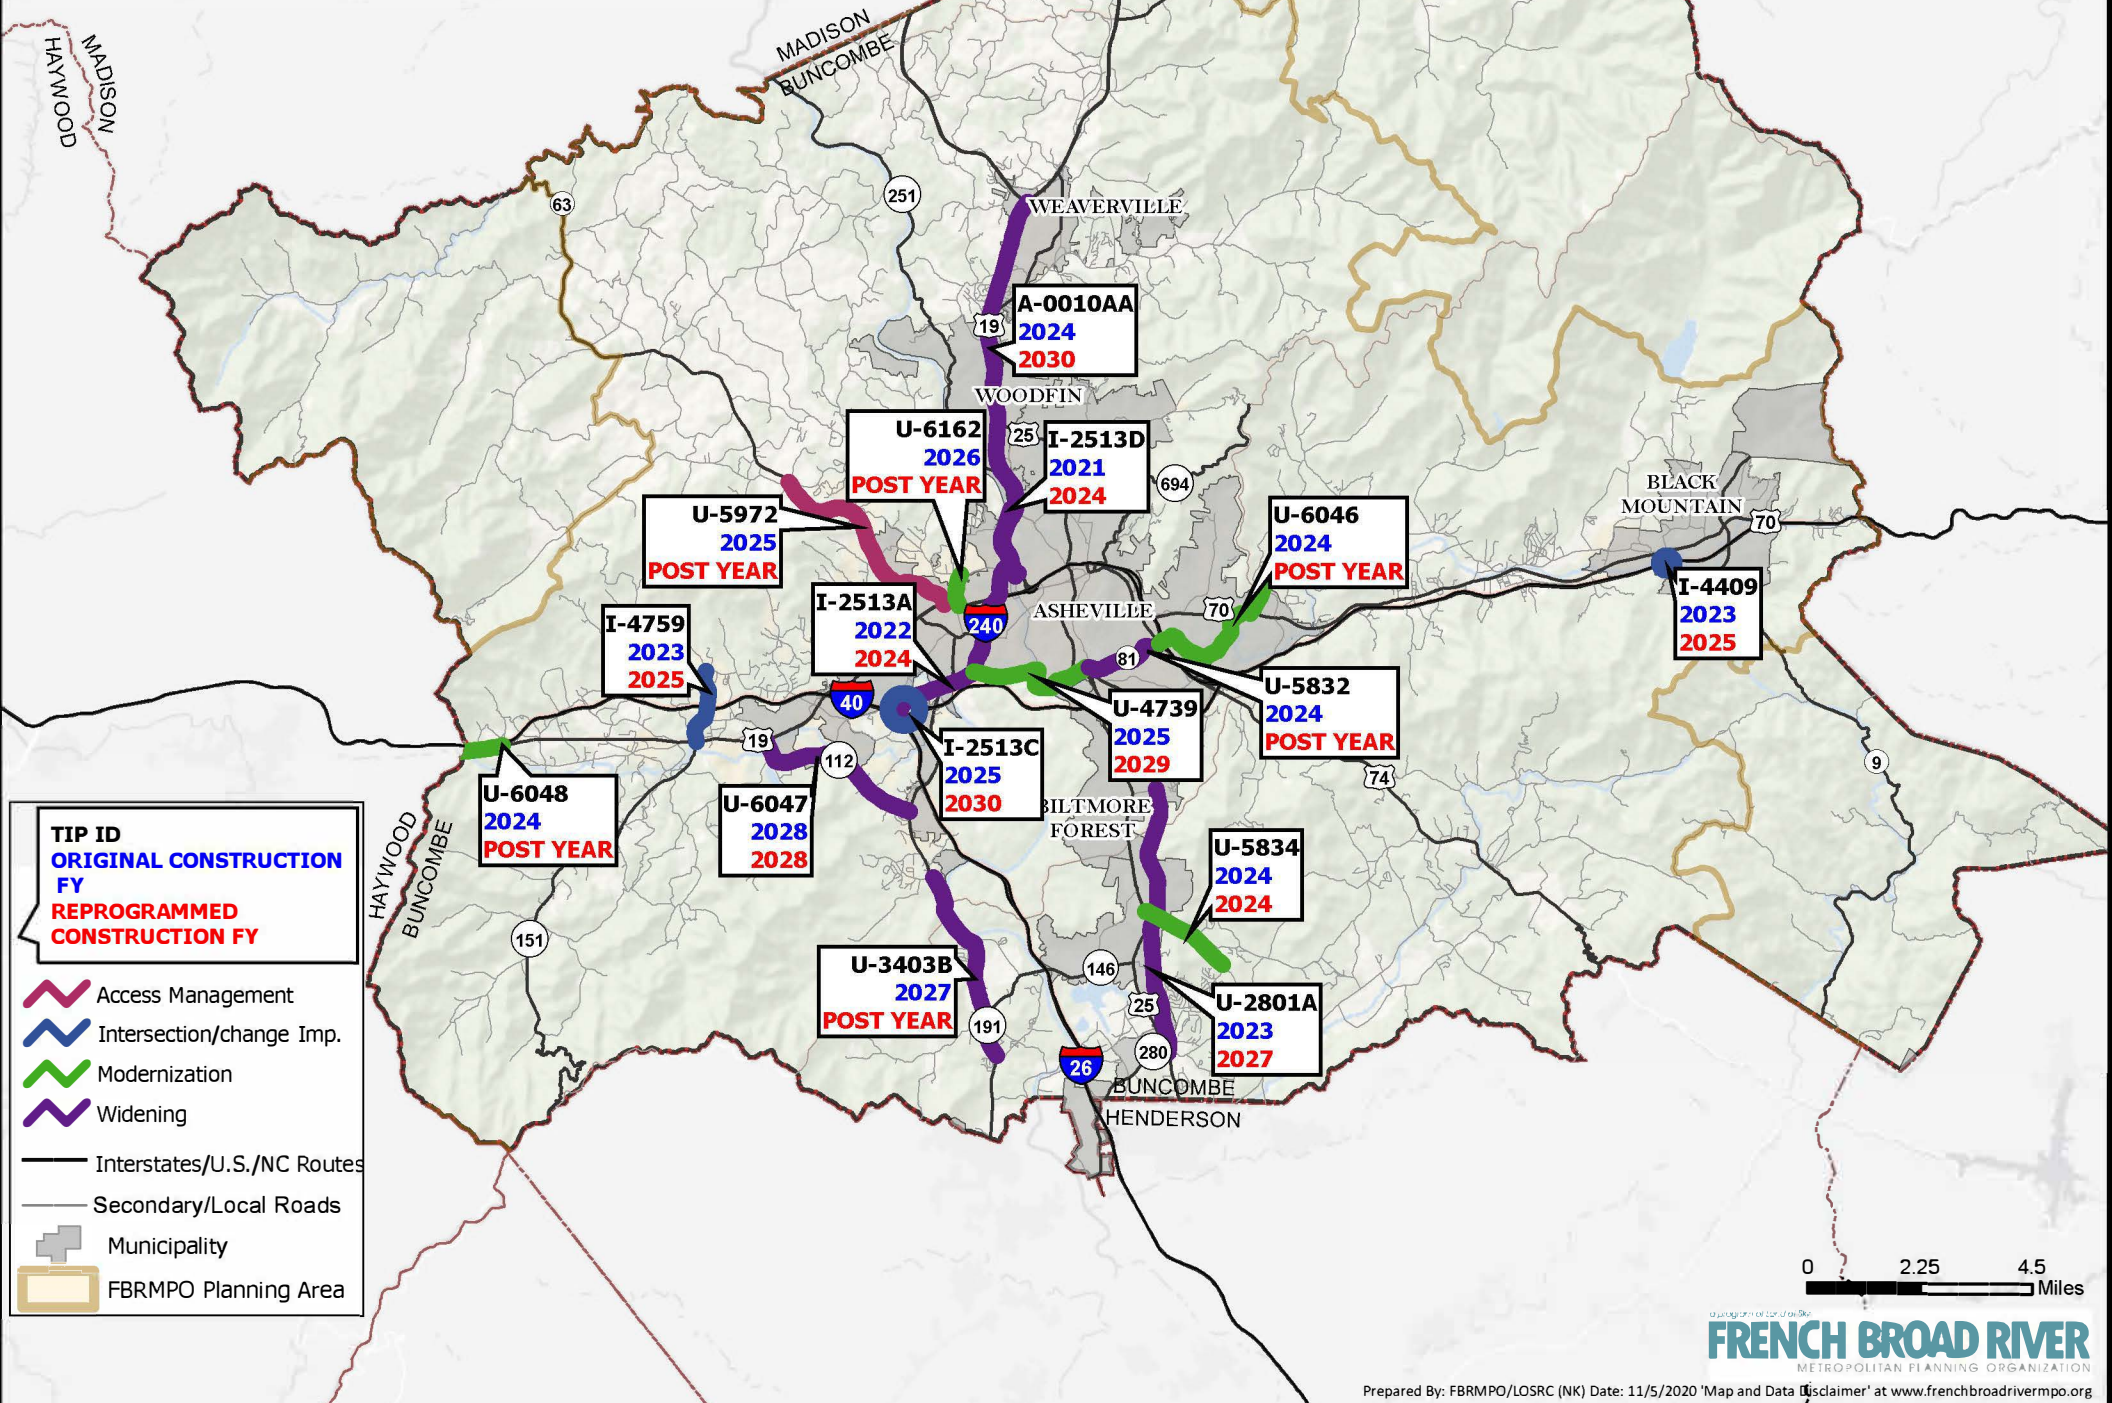 MADISON
HAYWOOD
MADISON
BUNCOMBE
63
251
WEAVERVILLE
A-0010AA
2024
2030
19
WOODFIN
U-6162
2026
POST YEAR
25
I-2513D
2021
2024
694
BLACK
MOUNTAIN
70
U-5972
2025
POST YEAR
U-6046
2024
POST YEAR
I-4409
2023
2025
I-2513A
2022
2024
240
ASHEVILLE
70
I-4759
2023
2025
81
40
U-5832
2024
POST YEAR
U-4739
2025
2029
19
112
I-2513C
2025
2030
74
9
U-6048
2024
POST YEAR
U-6047
2028
2028
BILTMORE
FOREST
U-5834
2024
2024
HAYWOOD
BUNCOMBE
151
U-3403B
2027
POST YEAR
146
25
191
U-2801A
2023
2027
280
26
BUNCOMBE
HENDERSON
TIP ID
ORIGINAL CONSTRUCTION
FY
REPROGRAMMED
CONSTRUCTION FY
Access Management
Intersection/change Imp.
Modernization
Widening
Interstates/U.S./NC Routes
Secondary/Local Roads
Municipality
FBRMPO Planning Area
0 2.25 4.5
Miles
a program of Land of Sky
FRENCH BROAD RIVER
METROPOLITAN PLANNING ORGANIZATION
Prepared By: FBRMPO/LOSRC (NK) Date: 11/5/2020 'Map and Data Disclaimer' at www.frenchbroadrivermpo.org